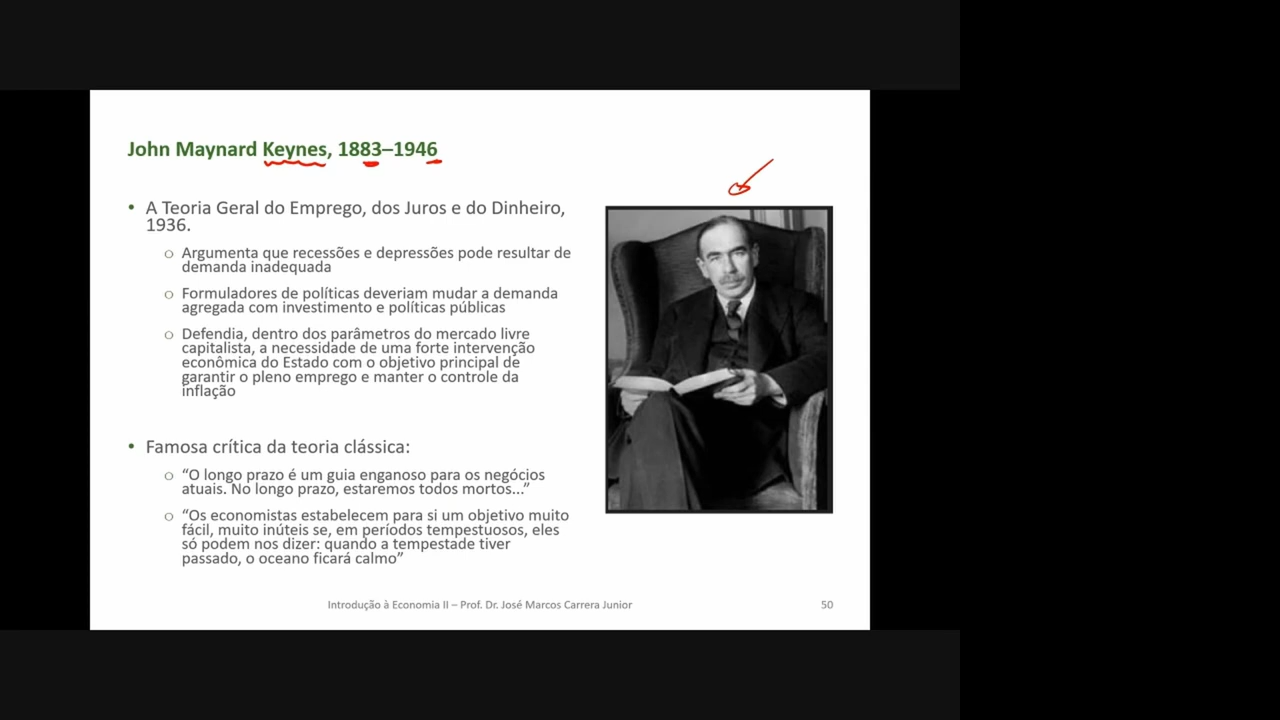 John Maynard Keynes, 1883–1946
• A Teoria Geral do Emprego, dos Juros e do Dinheiro,
1936.
o Argumenta que recessões e depressões pode resultar de
demanda inadequada
o Formuladores de políticas deveriam mudar a demanda
agregada com investimento e políticas públicas
o Defendia, dentro dos parâmetros do mercado livre
capitalista, a necessidade de uma forte intervenção
econômica do Estado com o objetivo principal de
garantir o pleno emprego e manter o controle da
inflação
• Famosa crítica da teoria clássica:
o “O longo prazo é um guia enganoso para os negócios
atuais. No longo prazo, estaremos todos mortos...”
o “Os economistas estabelecem para si um objetivo muito
fácil, muito inúteis se, em períodos tempestuosos, eles
só podem nos dizer: quando a tempestade tiver
passado, o oceano ficará calmo”
Introdução à Economia II – Prof. Dr. José Marcos Carrera Junior
50